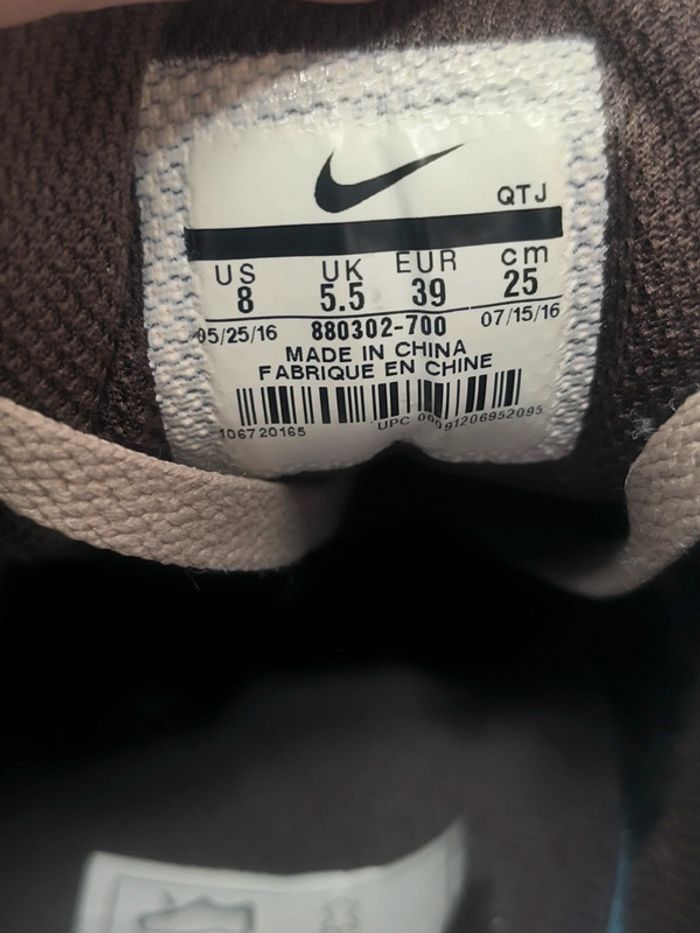 QTJ
US UK EUR cm
8 5.5 39 25
05/25/16 880302-700 07/15/16
MADE IN CHINA
FABRIQUE EN CHINE
106720165 UPC 00091206952095